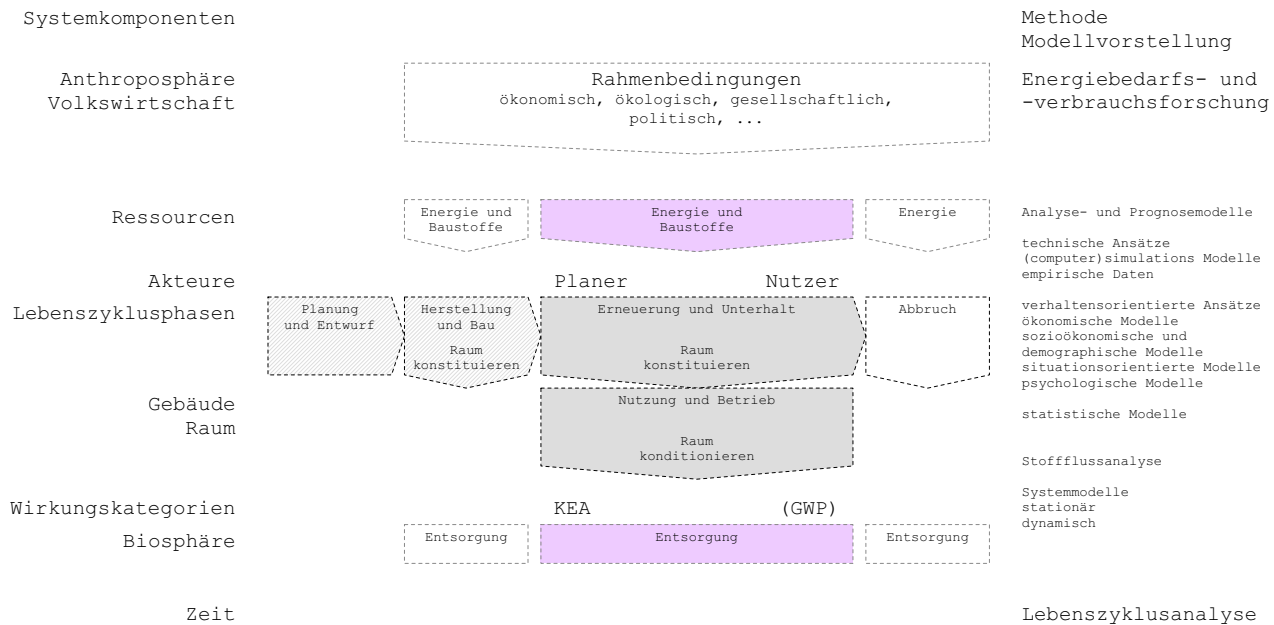 Systemkomponenten
Methode
Modellvorstellung
Anthroposphäre
Volkswirtschaft
Rahmenbedingungen
ökonomisch, ökologisch, gesellschaftlich,
politisch, ...
Energiebedarfs- und
-verbrauchsforschung
Ressourcen
Energie und
Baustoffe
Energie und
Baustoffe
Energie
Analyse- und Prognosemodelle
technische Ansätze
(computer)simulations Modelle
empirische Daten
Akteure
Planer
Nutzer
Lebenszyklusphasen
Planung
und Entwurf
Herstellung
und Bau
Raum
konstituieren
Erneuerung und Unterhalt
Raum
konstituieren
Abbruch
verhaltensorientierte Ansätze
ökonomische Modelle
sozioökonomische und
demographische Modelle
situationsorientierte Modelle
psychologische Modelle
Gebäude
Raum
Nutzung und Betrieb
Raum
konditionieren
statistische Modelle
Stoffflussanalyse
Systemmodelle
stationär
dynamisch
Wirkungskategorien
KEA
(GWP)
Biosphäre
Entsorgung
Entsorgung
Entsorgung
Zeit
Lebenszyklusanalyse